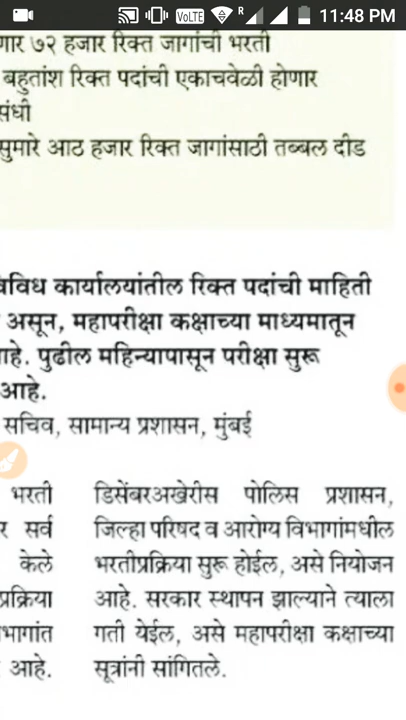 VoLTE R 11:48 PM
णार ७२ हजार रिक्त जागांची भरती
बहुतांश रिक्त पदांची एकाचवेळी होणार
संधी
सुमारे आठ हजार रिक्त जागांसाठी तब्बल दीड
विविध कार्यालयांतील रिक्त पदांची माहिती
असून, महापरीक्षा कक्षाच्या माध्यमातून
आहे. पुढील महिन्यापासून परीक्षा सुरू
आहे.
सचिव, सामान्य प्रशासन, मुंबई
भरती
र सर्व
केले
प्रक्रिया
भागांत
आहे.
डिसेंबरअखेरीस पोलिस प्रशासन,
जिल्हा परिषद व आरोग्य विभागांमधील
भरतीप्रक्रिया सुरू होईल, असे नियोजन
आहे. सरकार स्थापन झाल्याने त्याला
गती येईल, असे महापरीक्षा कक्षाच्या
सूत्रांनी सांगितले.